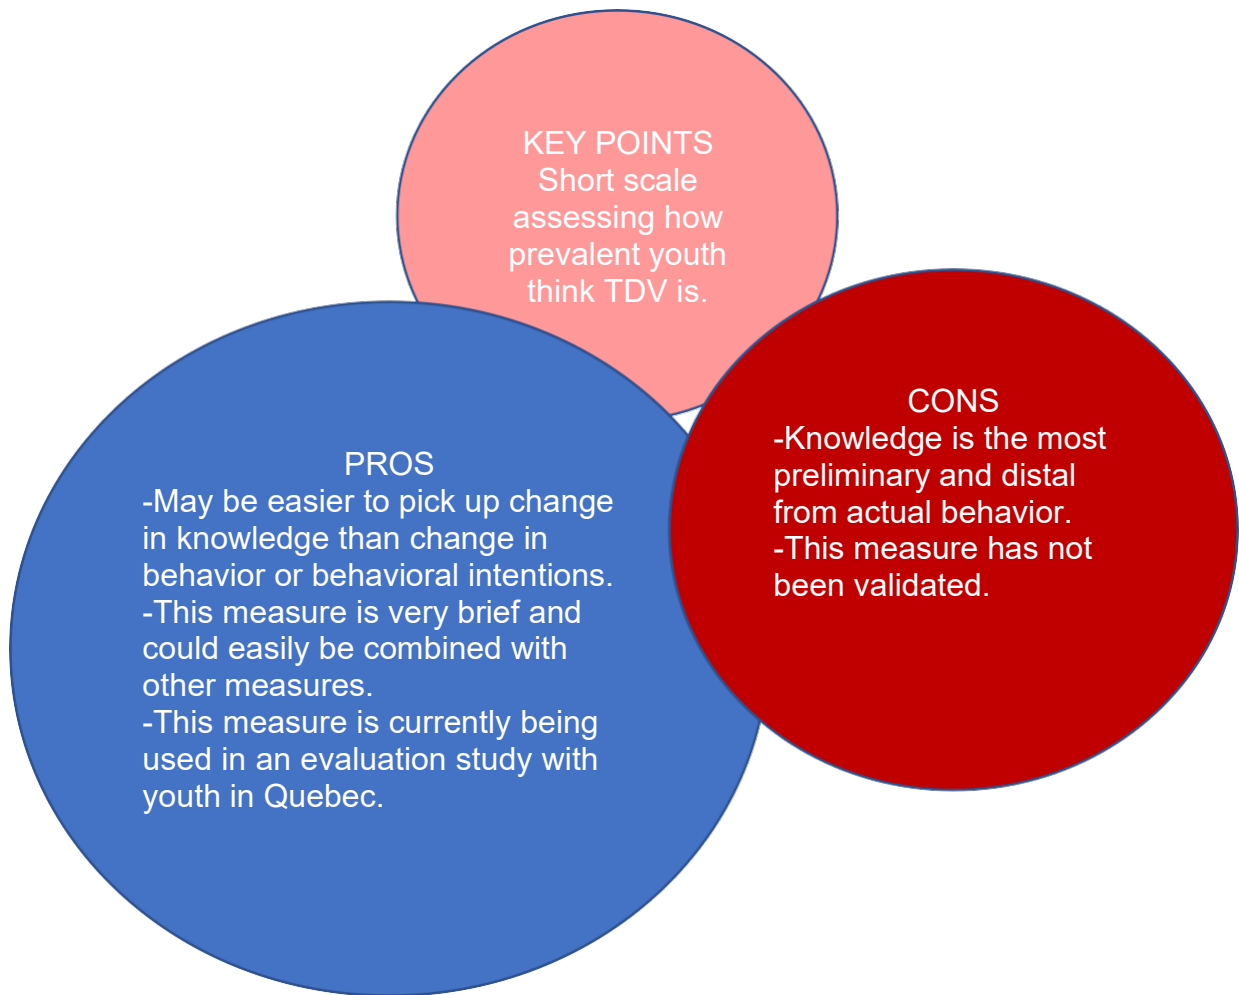 KEY POINTS
Short scale
assessing how
prevalent youth
think TDV is.
PROS
-May be easier to pick up change
in knowledge than change in
behavior or behavioral intentions.
-This measure is very brief and
could easily be combined with
other measures.
-This measure is currently being
used in an evaluation study with
youth in Quebec.
CONS
-Knowledge is the most
preliminary and distal
from actual behavior.
-This measure has not
been validated.